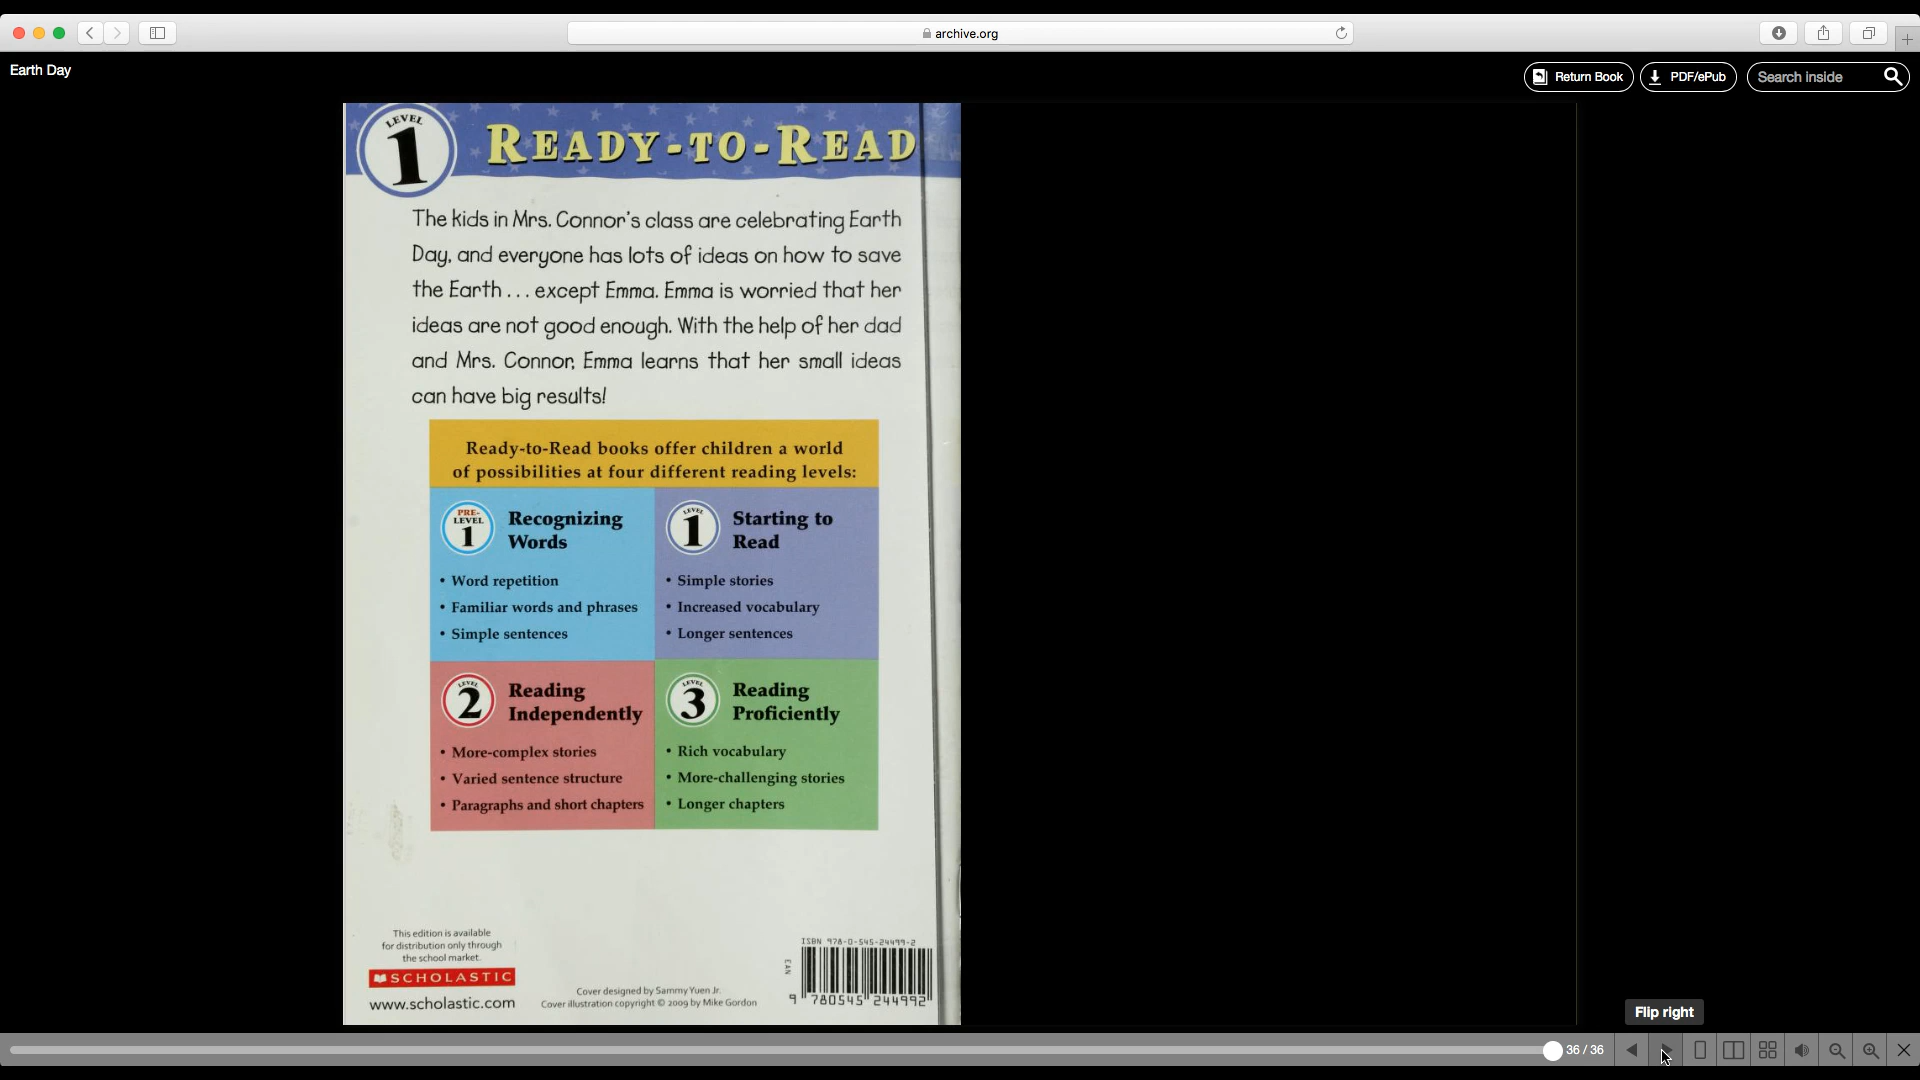 archive.org
Earth Day
Return Book
PDF/ePub
Search inside
LEVEL
1
READY-TO-READ
The kids in Mrs. Connor's class are celebrating Earth
Day, and everyone has lots of ideas on how to save
the Earth... except Emma. Emma is worried that her
ideas are not good enough. With the help of her dad
and Mrs. Connor, Emma learns that her small ideas
can have big results!
Ready-to-Read books offer children a world
of possibilities at four different reading levels:
PRE-
LEVEL
1
Recognizing
Words
• Word repetition
• Familiar words and phrases
• Simple sentences
LEVEL
1
Starting to
Read
• Simple stories
• Increased vocabulary
• Longer sentences
LEVEL
2
Reading
Independently
• More-complex stories
• Varied sentence structure
• Paragraphs and short chapters
LEVEL
3
Reading
Proficiently
• Rich vocabulary
• More-challenging stories
• Longer chapters
This edition is available
for distribution only through
the school market.
SCHOLASTIC
www.scholastic.com
Cover designed by Sammy Yuen Jr.
Cover illustration copyright © 2009 by Mike Gordon
ISBN 978-0-545-24499-2
EAN
9 780545 244992
Flip right
36 / 36